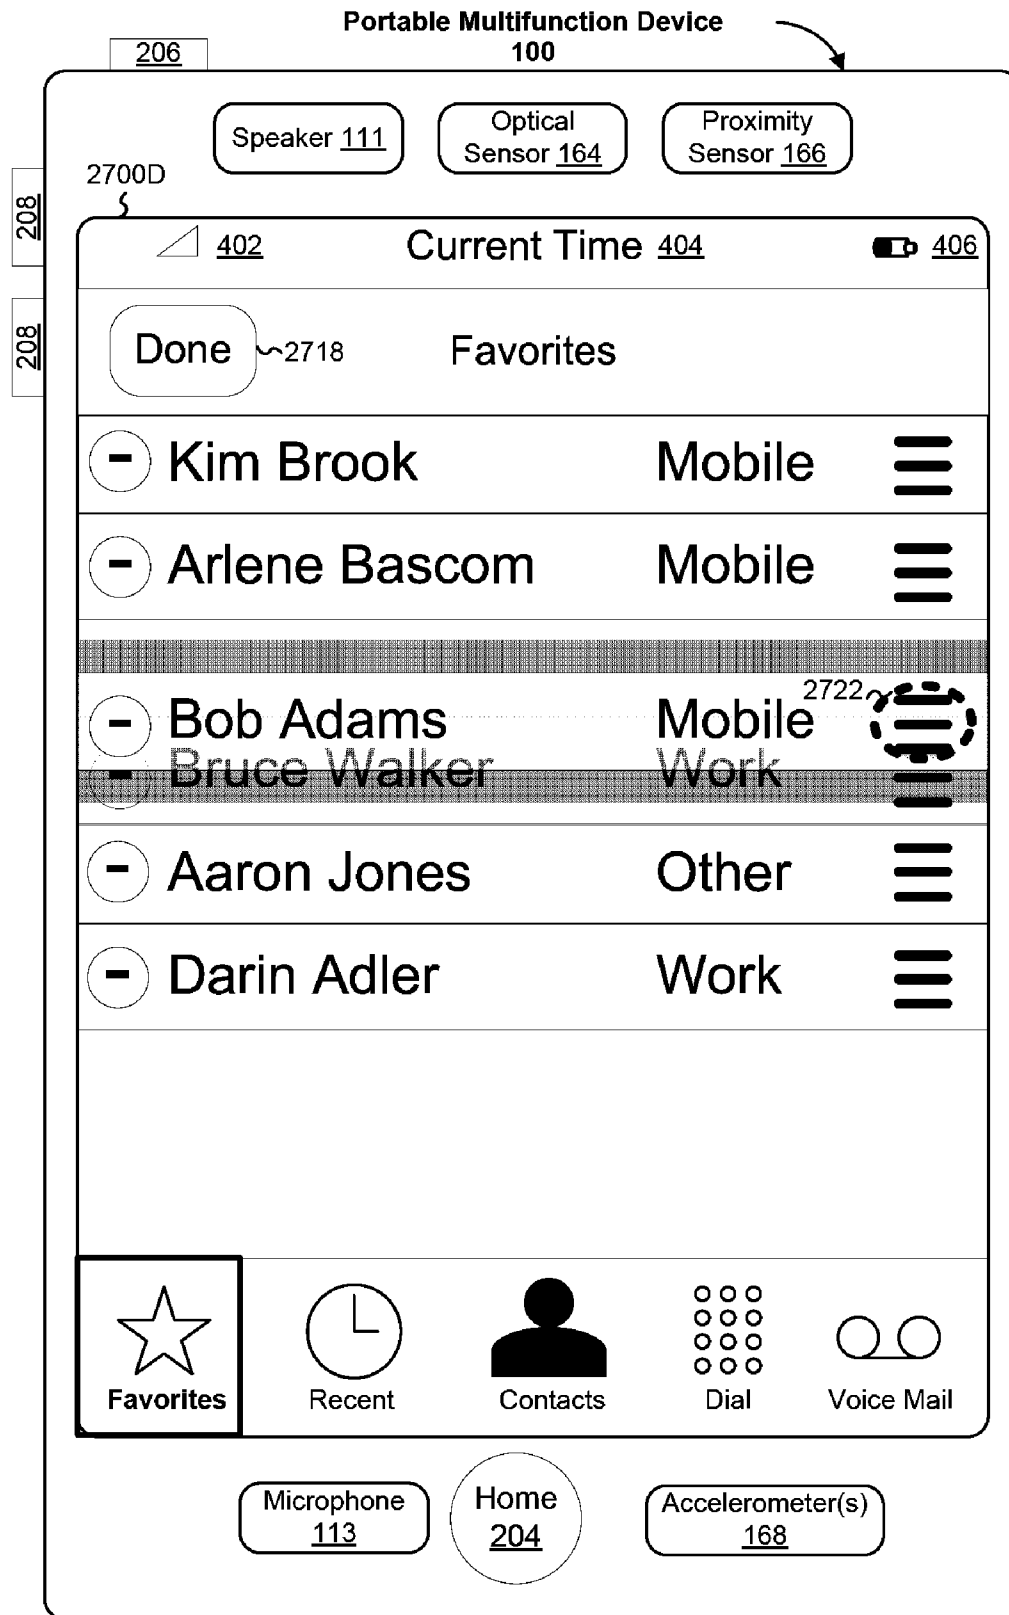 Portable Multifunction Device
100
206
Speaker 111
Optical
Sensor 164
Proximity
Sensor 166
2700D
208
208
402
Current Time 404
406
Done
2718
Favorites
Kim Brook Mobile
Arlene Bascom Mobile
2722
Bob Adams Mobile
Bruce Walker Work
Aaron Jones Other
Darin Adler Work
Favorites
Recent
Contacts
Dial
Voice Mail
Microphone
113
Home
204
Accelerometer(s)
168